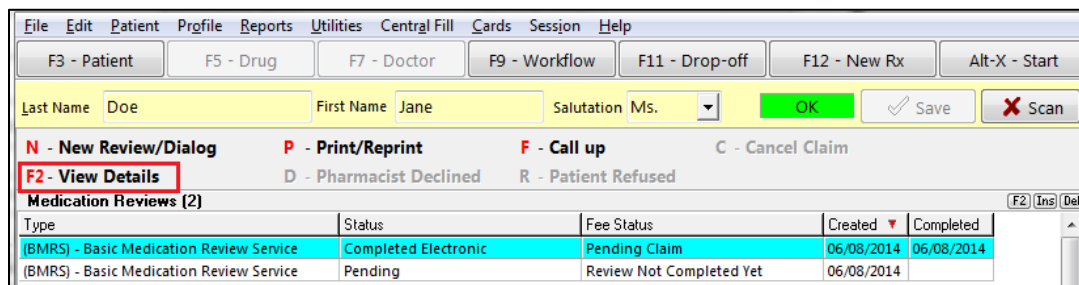 File Edit Patient Profile Reports Utilities Central Fill Cards Session Help
F3 - Patient F5 - Drug F7 - Doctor F9 - Workflow F11 - Drop-off F12 - New Rx Alt-X - Start
Last Name Doe First Name Jane Salutation Ms. OK Save X Scan
N - New Review/Dialog P - Print/Reprint F - Call up C - Cancel Claim
F2 - View Details D - Pharmacist Declined R - Patient Refused
Medication Reviews (2) F2 Ins Del
Type Status Fee Status Created Completed
(BMRS) - Basic Medication Review Service Completed Electronic Pending Claim 06/08/2014 06/08/2014
(BMRS) - Basic Medication Review Service Pending Review Not Completed Yet 06/08/2014